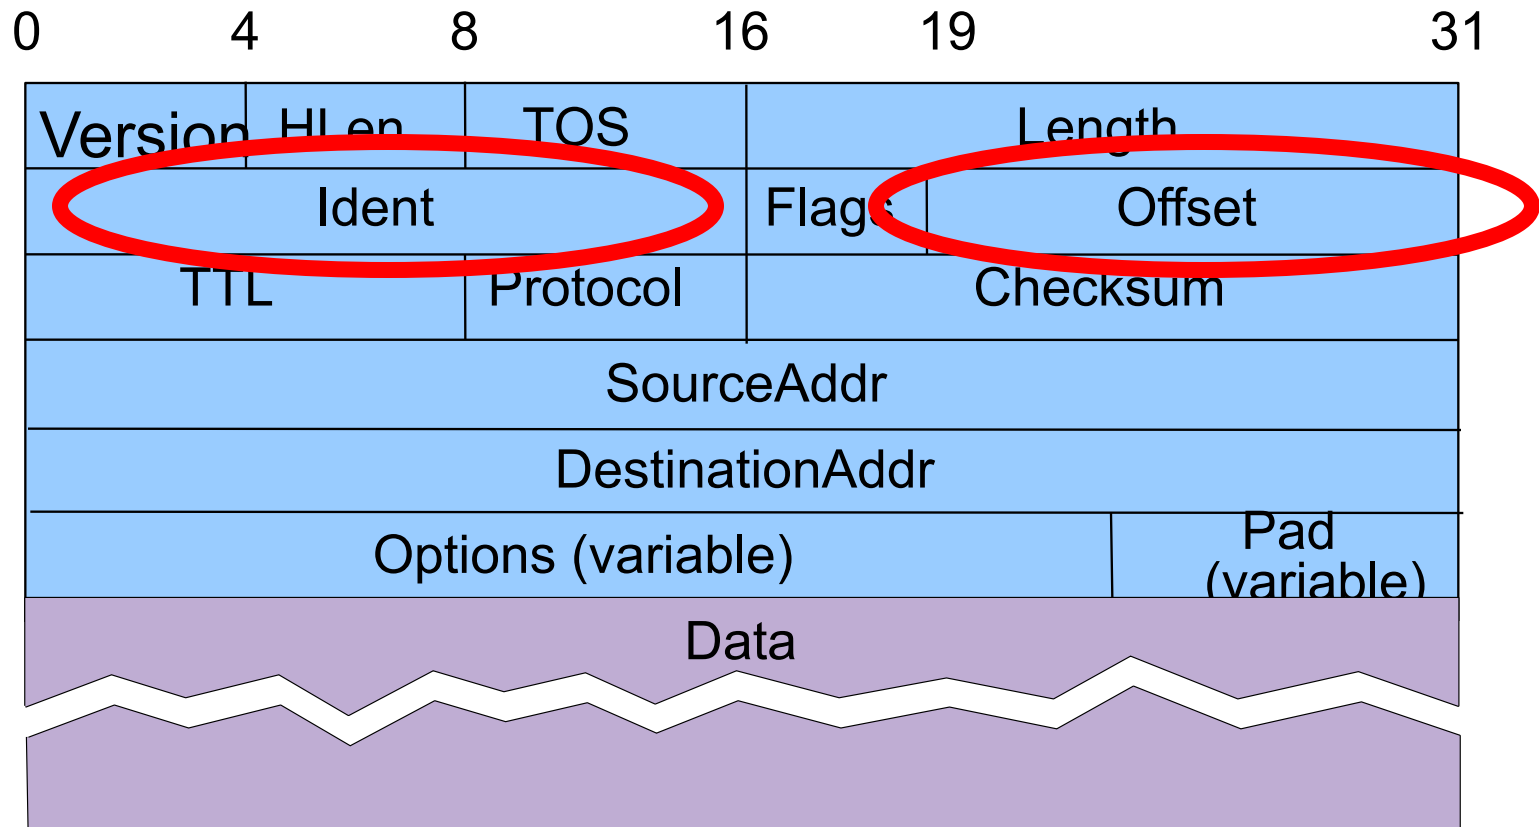 0 4 8 16 19 31
Version HLen TOS Length
Ident Flags Offset
TTL Protocol Checksum
SourceAddr
DestinationAddr
Options (variable) Pad (variable)
Data